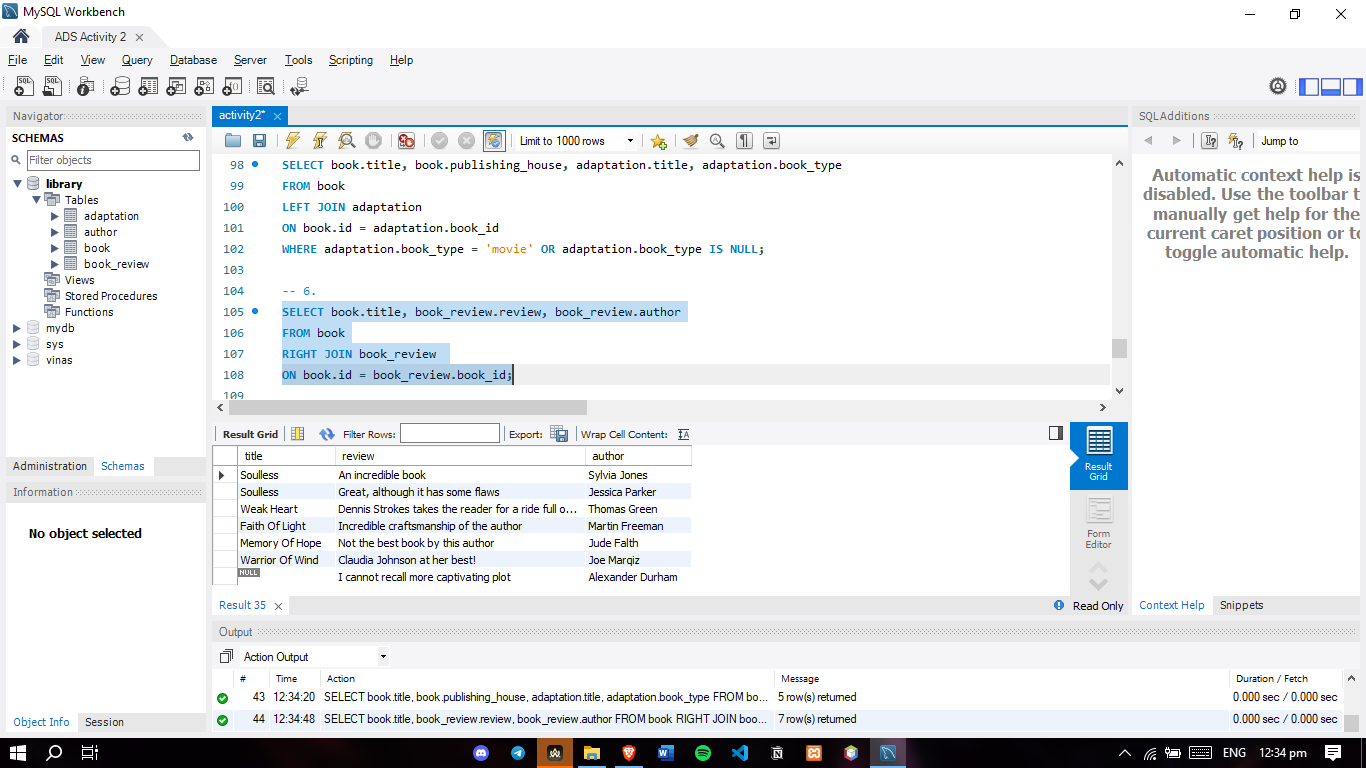 MySQL Workbench
ADS Activity 2
File Edit View Query Database Server Tools Scripting Help
Navigator
SCHEMAS
Filter objects
library
Tables
adaptation
author
book
book_review
Views
Stored Procedures
Functions
mydb
sys
vinas
Administration Schemas
Information
No object selected
Object Info Session
activity2*
Limit to 1000 rows
98 SELECT book.title, book.publishing_house, adaptation.title, adaptation.book_type
99 FROM book
100 LEFT JOIN adaptation
101 ON book.id = adaptation.book_id
102 WHERE adaptation.book_type = 'movie' OR adaptation.book_type IS NULL;
103
104 -- 6.
105 SELECT book.title, book_review.review, book_review.author
106 FROM book
107 RIGHT JOIN book_review
108 ON book.id = book_review.book_id;
109
Result Grid Filter Rows: Export: Wrap Cell Content:
title review author
Soulless An incredible book Sylvia Jones
Soulless Great, although it has some flaws Jessica Parker
Weak Heart Dennis Strokes takes the reader for a ride full o... Thomas Green
Faith Of Light Incredible craftsmanship of the author Martin Freeman
Memory Of Hope Not the best book by this author Jude Falth
Warrior Of Wind Claudia Johnson at her best! Joe Marqiz
NULL I cannot recall more captivating plot Alexander Durham
Result Grid
Form Editor
Result 35
Read Only
SQLAdditions
Jump to
Automatic context help is
disabled. Use the toolbar t
manually get help for the
current caret position or to
toggle automatic help.
Context Help Snippets
Output
Action Output
# Time Action Message Duration / Fetch
43 12:34:20 SELECT book.title, book.publishing_house, adaptation.title, adaptation.book_type FROM bo... 5 row(s) returned 0.000 sec / 0.000 sec
44 12:34:48 SELECT book.title, book_review.review, book_review.author FROM book RIGHT JOIN boo... 7 row(s) returned 0.000 sec / 0.000 sec
ENG 12:34 pm